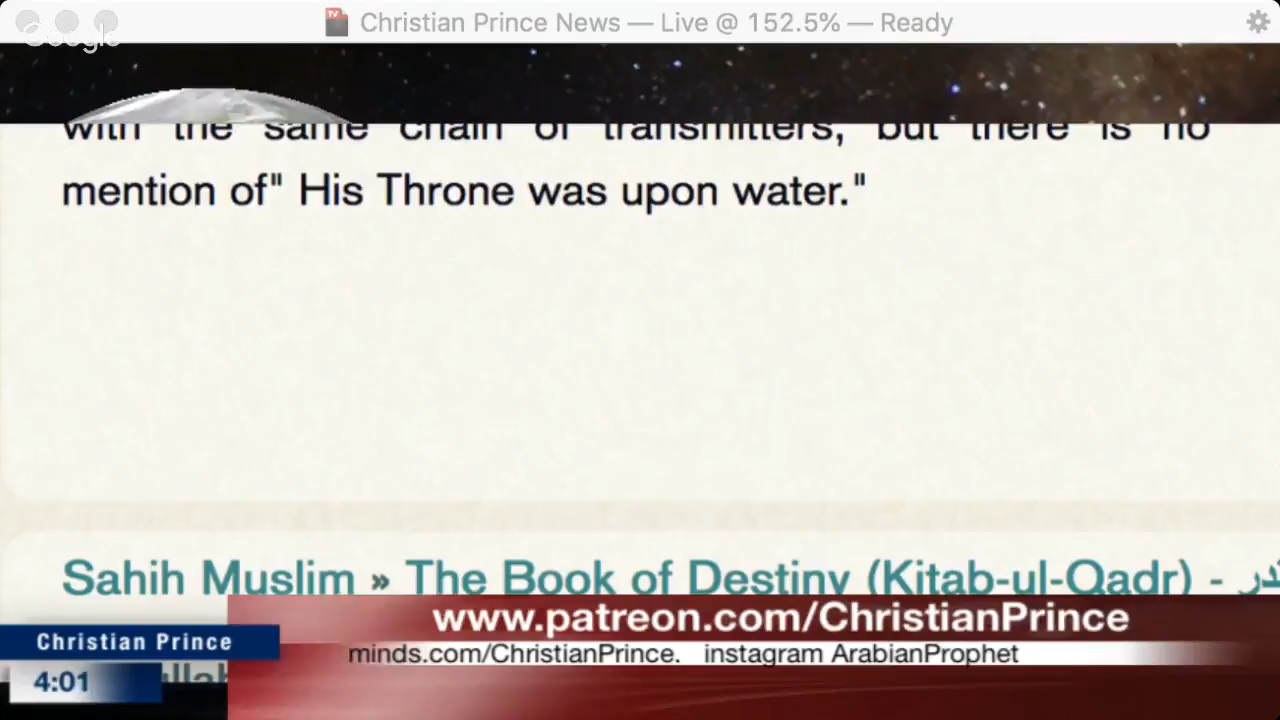 Christian Prince News — Live @ 152.5% — Ready
Google
with the same chain of transmitters, but there is no
mention of" His Throne was upon water."
Sahih Muslim » The Book of Destiny (Kitab-ul-Qadr) -
www.patreon.com/ChristianPrince
Christian Prince
minds.com/ChristianPrince. instagram ArabianProphet
4:01